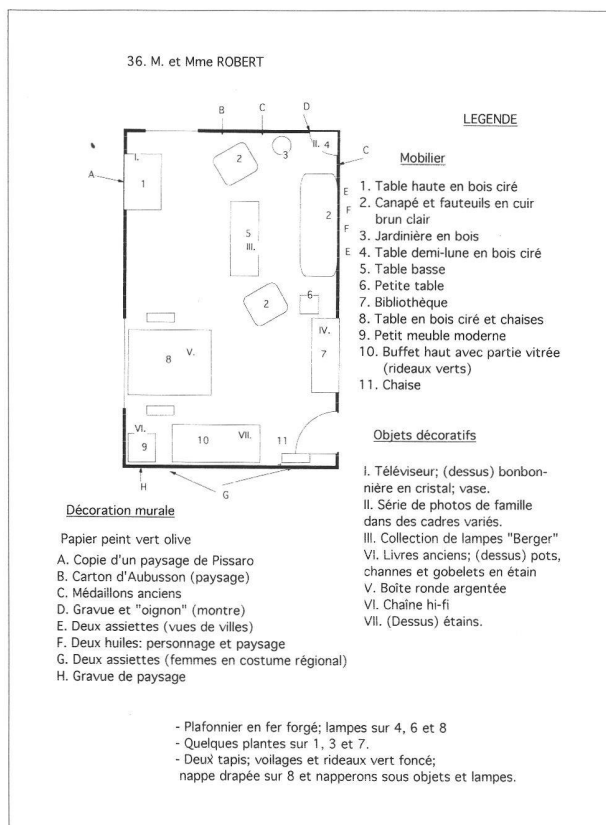 36. M. et Mme ROBERT
B
C
D
A
C
I.
1
2
3
II. 4
E
F
F
E
2
5
III.
2
6
IV.
7
8
V.
VI.
9
10
VII.
11
H
G
LEGENDE
Mobilier
1. Table haute en bois ciré
2. Canapé et fauteuils en cuir
brun clair
3. Jardinière en bois
4. Table demi-lune en bois ciré
5. Table basse
6. Petite table
7. Bibliothèque
8. Table en bois ciré et chaises
9. Petit meuble moderne
10. Buffet haut avec partie vitrée
(rideaux verts)
11. Chaise
Objets décoratifs
I. Téléviseur; (dessus) bonbon-
nière en cristal; vase.
II. Série de photos de famille
dans des cadres variés.
III. Collection de lampes "Berger"
VI. Livres anciens; (dessus) pots,
channes et gobelets en étain
V. Boîte ronde argentée
VI. Chaîne hi-fi
VII. (Dessus) étains.
Décoration murale
Papier peint vert olive
A. Copie d'un paysage de Pissaro
B. Carton d'Aubusson (paysage)
C. Médaillons anciens
D. Gravue et "oignon" (montre)
E. Deux assiettes (vues de villes)
F. Deux huiles: personnage et paysage
G. Deux assiettes (femmes en costume régional)
H. Gravue de paysage
- Plafonnier en fer forgé; lampes sur 4, 6 et 8
- Quelques plantes sur 1, 3 et 7.
- Deux tapis; voilages et rideaux vert foncé;
nappe drapée sur 8 et napperons sous objets et lampes.